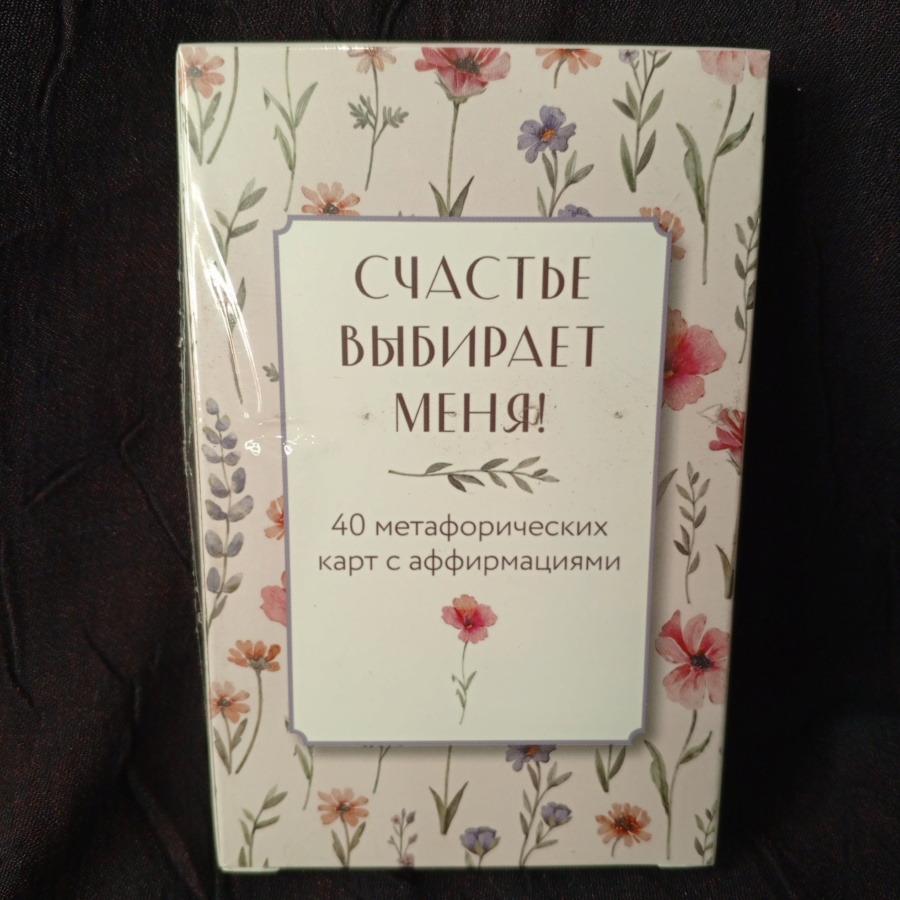 СЧАСТЬЕ
ВЫБИРАЕТ
МЕНЯ!
40 метафорических
карт с аффирмациями